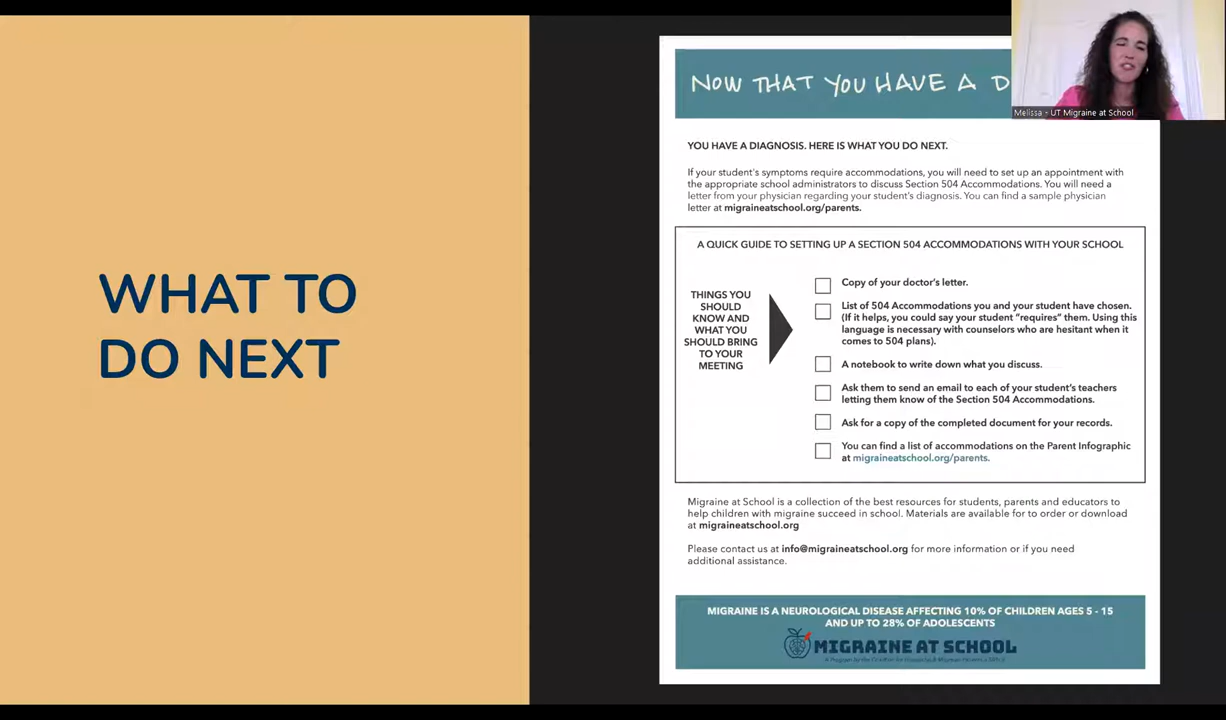 WHAT TO
DO NEXT
NOW THAT YOU HAVE A D
Melissa - UT Migraine at School
YOU HAVE A DIAGNOSIS. HERE IS WHAT YOU DO NEXT.
If your student's symptoms require accommodations, you will need to set up an appointment with
the appropriate school administrators to discuss Section 504 Accommodations. You will need a
letter from your physician regarding your student's diagnosis. You can find a sample physician
letter at migraineatschool.org/parents.
A QUICK GUIDE TO SETTING UP A SECTION 504 ACCOMMODATIONS WITH YOUR SCHOOL
THINGS YOU
SHOULD
KNOW AND
WHAT YOU
SHOULD BRING
TO YOUR
MEETING
Copy of your doctor's letter.
List of 504 Accommodations you and your student have chosen.
(If it helps, you could say your student "requires" them. Using this
language is necessary with counselors who are hesitant when it
comes to 504 plans).
A notebook to write down what you discuss.
Ask them to send an email to each of your student's teachers
letting them know of the Section 504 Accommodations.
Ask for a copy of the completed document for your records.
You can find a list of accommodations on the Parent Infographic
at migraineatschool.org/parents.
Migraine at School is a collection of the best resources for students, parents and educators to
help children with migraine succeed in school. Materials are available for to order or download
at migraineatschool.org
Please contact us at info@migraineatschool.org for more information or if you need
additional assistance.
MIGRAINE IS A NEUROLOGICAL DISEASE AFFECTING 10% OF CHILDREN AGES 5 - 15
AND UP TO 28% OF ADOLESCENTS
MIGRAINE AT SCHOOL